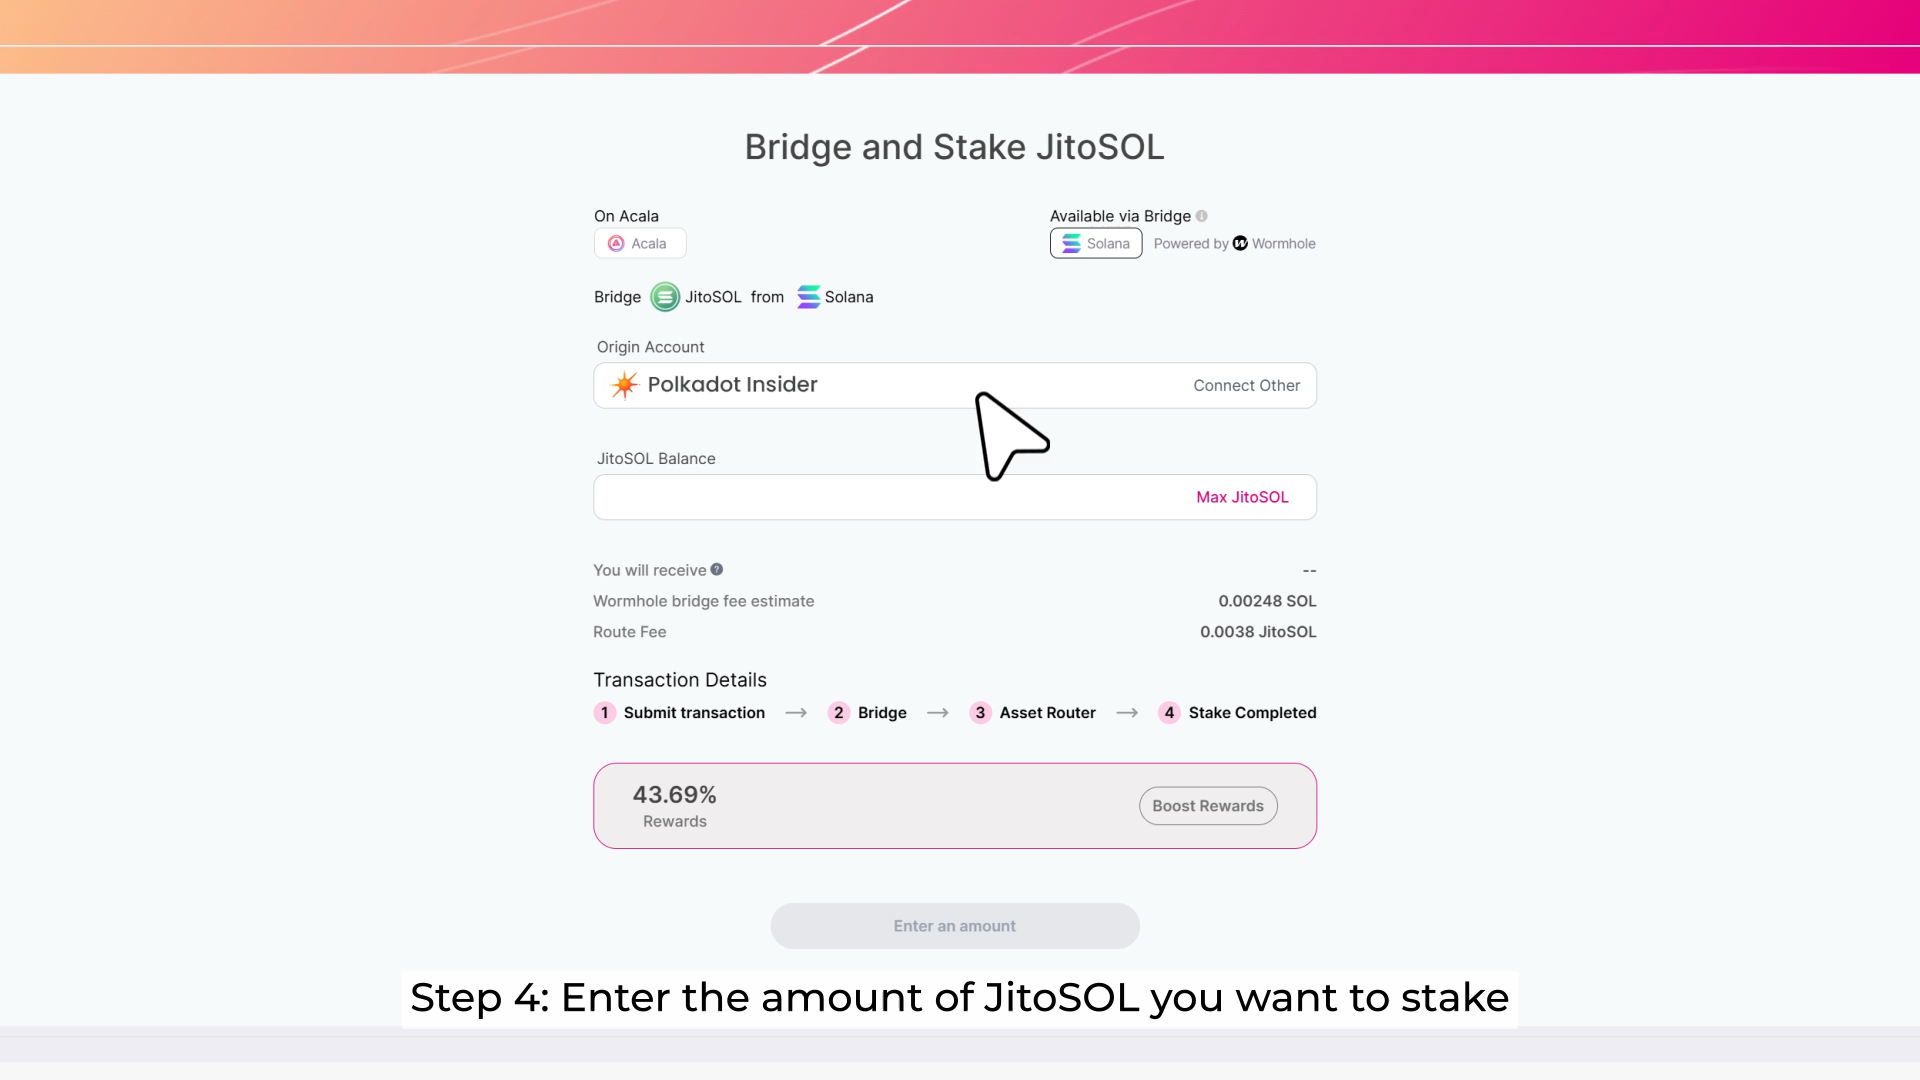 Bridge and Stake JitoSOL
On Acala
Acala
Available via Bridge
Solana Powered by Wormhole
Bridge JitoSOL from Solana
Origin Account
Polkadot Insider Connect Other
JitoSOL Balance
Max JitoSOL
You will receive --
Wormhole bridge fee estimate 0.00248 SOL
Route Fee 0.0038 JitoSOL
Transaction Details
1 Submit transaction → 2 Bridge → 3 Asset Router → 4 Stake Completed
43.69%
Rewards
Boost Rewards
Enter an amount
Step 4: Enter the amount of JitoSOL you want to stake